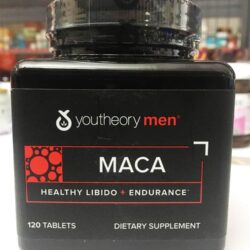 youtheory men®
MACA
HEALTHY LIBIDO + ENDURANCE*
120 TABLETS DIETARY SUPPLEMENT